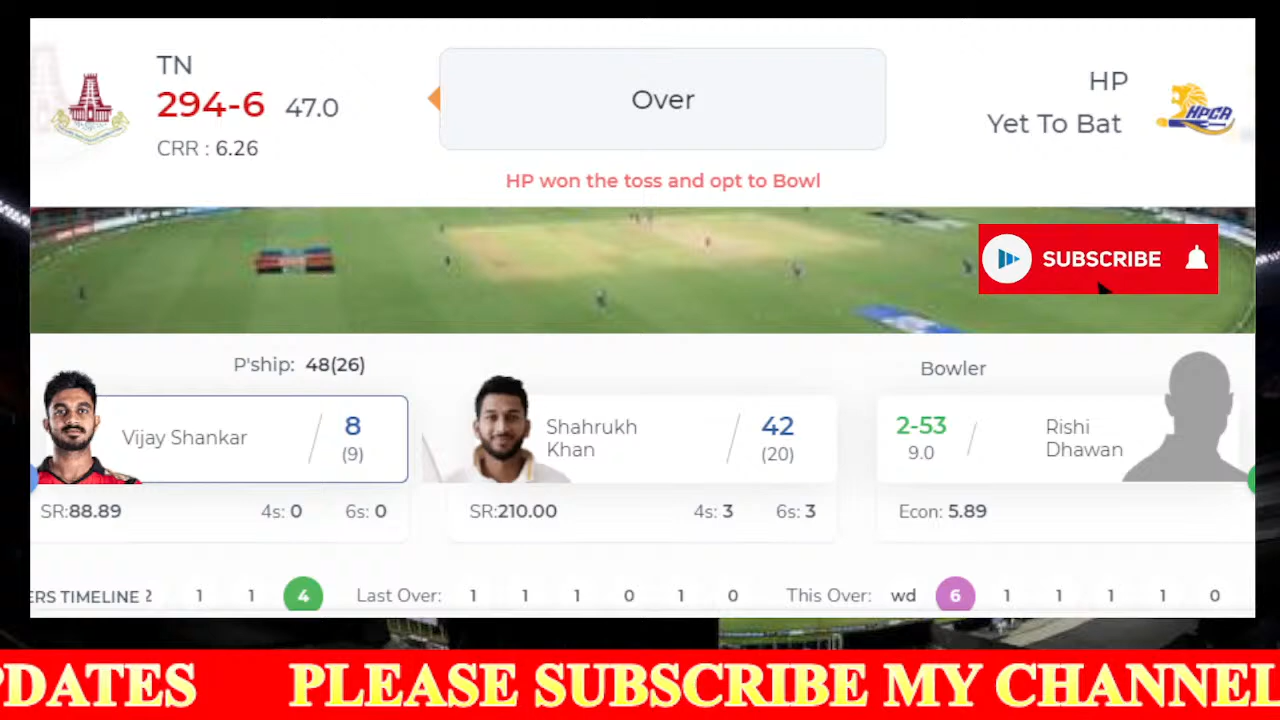 TN
294-6 47.0
CRR : 6.26
Over
HP
Yet To Bat
HPCA
HP won the toss and opt to Bowl
SUBSCRIBE
P'ship: 48(26)
Vijay Shankar
8
(9)
SR:88.89 4s: 0 6s: 0
Shahrukh
Khan
42
(20)
SR:210.00 4s: 3 6s: 3
Bowler
2-53
9.0
Rishi
Dhawan
Econ: 5.89
ERS TIMELINE 2 1 1 4 Last Over: 1 1 1 0 1 0 This Over: wd 6 1 1 1 1 0
PDATES PLEASE SUBSCRIBE MY CHANNEL